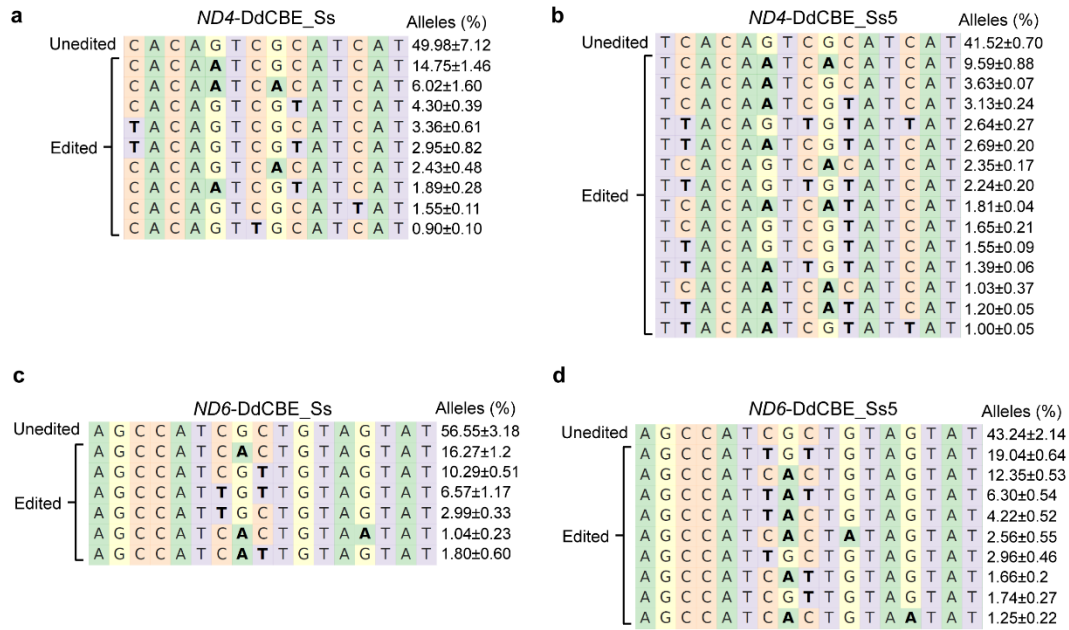 a
ND4-DdCBE_Ss
Alleles (%)
Unedited
C A C A G T C G C A T C A T 49.98±7.12
C A C A A T C G C A T C A T 14.75±1.46
C A C A A T C A C A T C A T 6.02±1.60
C A C A G T C G T A T C A T 4.30±0.39
T A C A G T C G C A T C A T 3.36±0.61
Edited
T A C A G T C G T A T C A T 2.95±0.82
C A C A G T C A C A T C A T 2.43±0.48
C A C A A T C G T A T C A T 1.89±0.28
C A C A G T C G C A T T A T 1.55±0.11
C A C A G T T G C A T C A T 0.90±0.10
b
ND4-DdCBE_Ss5
Alleles (%)
Unedited
T C A C A G T C G C A T C A T 41.52±0.70
T C A C A A T C A C A T C A T 9.59±0.88
T C A C A A T C G C A T C A T 3.63±0.07
T C A C A A T C G T A T C A T 3.13±0.24
T T A C A G T T G T A T T A T 2.64±0.27
T T A C A A T C G T A T C A T 2.69±0.20
T C A C A G T C A C A T C A T 2.35±0.17
Edited
T T A C A G T T G T A T C A T 2.24±0.20
T C A C A A T C A T A T C A T 1.81±0.04
T C A C A G T C G T A T C A T 1.65±0.21
T T A C A G T C G T A T C A T 1.55±0.09
T T A C A A T T G T A T C A T 1.39±0.06
T C A C A A T C A C A T C A T 1.03±0.37
T T A C A A T C A T A T C A T 1.20±0.05
T T A C A A T C G T A T T A T 1.00±0.05
c
ND6-DdCBE_Ss
Alleles (%)
Unedited
A G C C A T C G C T G T A G T A T 56.55±3.18
A G C C A T C A C T G T A G T A T 16.27±1.2
A G C C A T C G T T G T A G T A T 10.29±0.51
Edited
A G C C A T T G T T G T A G T A T 6.57±1.17
A G C C A T T G C T G T A G T A T 2.99±0.33
A G C C A T C A C T G T A A T A T 1.04±0.23
A G C C A T C A T T G T A G T A T 1.80±0.60
d
ND6-DdCBE_Ss5
Alleles (%)
Unedited
A G C C A T C G C T G T A G T A T 43.24±2.14
A G C C A T T G T T G T A G T A T 19.04±0.64
A G C C A T C A C T G T A G T A T 12.35±0.53
A G C C A T T A T T G T A G T A T 6.30±0.54
A G C C A T T A C T G T A G T A T 4.22±0.52
Edited
A G C C A T C A C T A T A G T A T 2.56±0.55
A G C C A T T G C T G T A G T A T 2.96±0.46
A G C C A T C A T T G T A G T A T 1.66±0.2
A G C C A T C G T T G T A G T A T 1.74±0.27
A G C C A T C A C T G T A A T A T 1.25±0.22